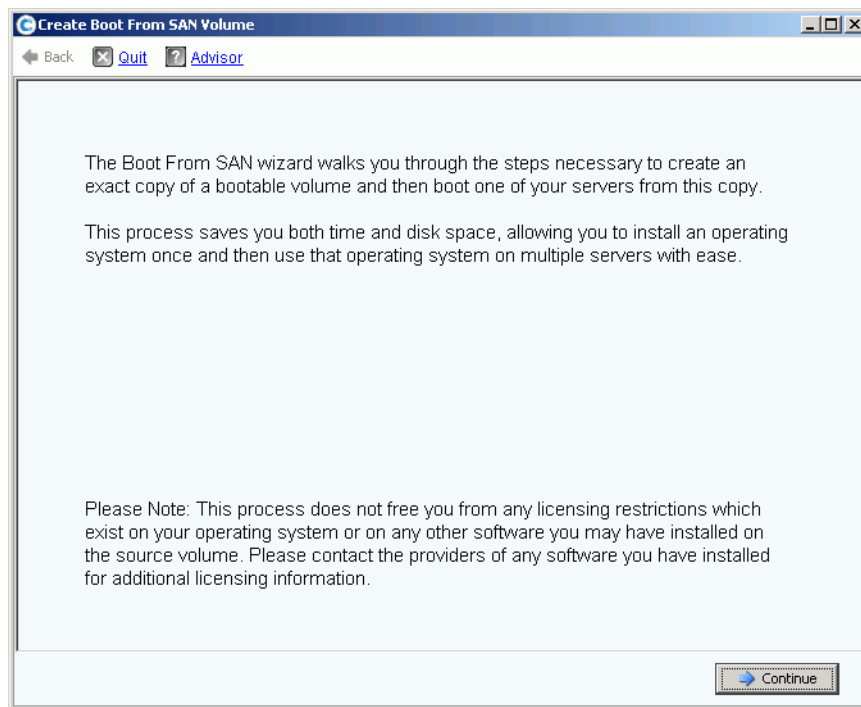 Create Boot From SAN Volume
Back Quit ? Advisor
The Boot From SAN wizard walks you through the steps necessary to create an
exact copy of a bootable volume and then boot one of your servers from this copy.
This process saves you both time and disk space, allowing you to install an operating
system once and then use that operating system on multiple servers with ease.
Please Note: This process does not free you from any licensing restrictions which
exist on your operating system or on any other software you may have installed on
the source volume. Please contact the providers of any software you have installed
for additional licensing information.
Continue